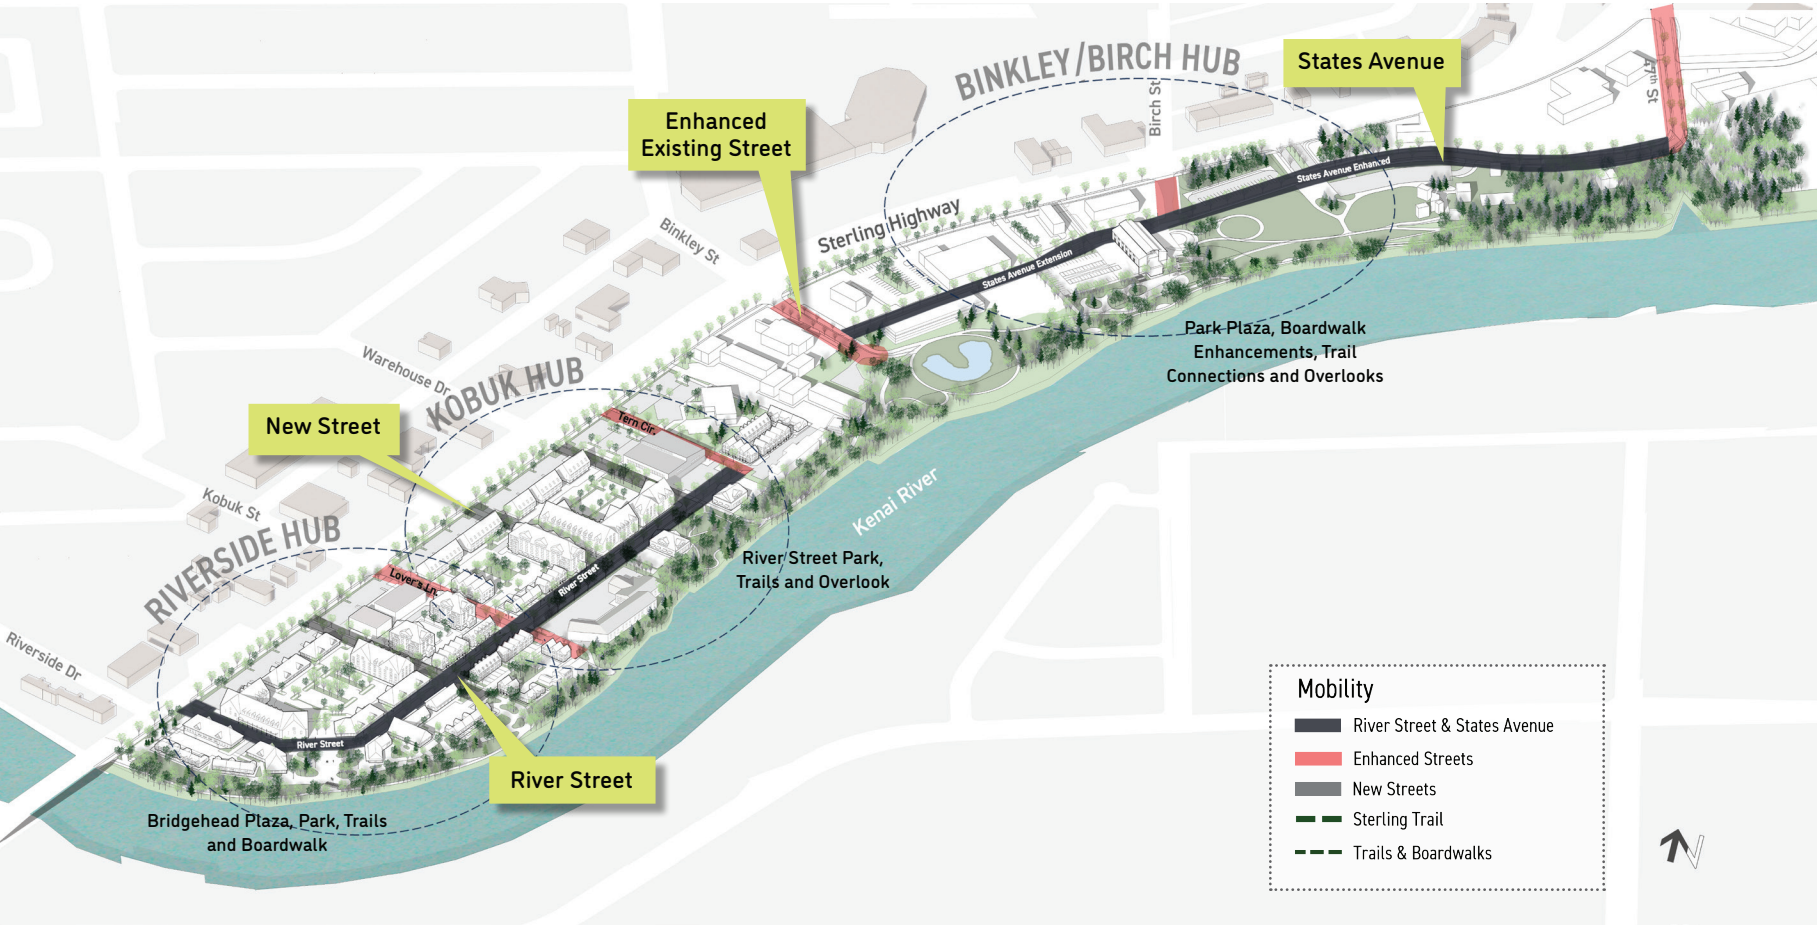 BINKLEY/BIRCH HUB
States Avenue
47th St
Birch St
Enhanced
Existing Street
States Avenue Enhanced
Sterling Highway
Binkley St
States Avenue Extension
Park Plaza, Boardwalk
Enhancements, Trail
Connections and Overlooks
Warehouse Dr
KOBUK HUB
New Street
Tern Cir.
Kenai River
Kobuk St
RIVERSIDE HUB
River Street Park,
Trails and Overlook
Lover's Ln.
River Street
Riverside Dr
River Street
River Street
Bridgehead Plaza, Park, Trails
and Boardwalk
Mobility
River Street & States Avenue
Enhanced Streets
New Streets
Sterling Trail
Trails & Boardwalks
N